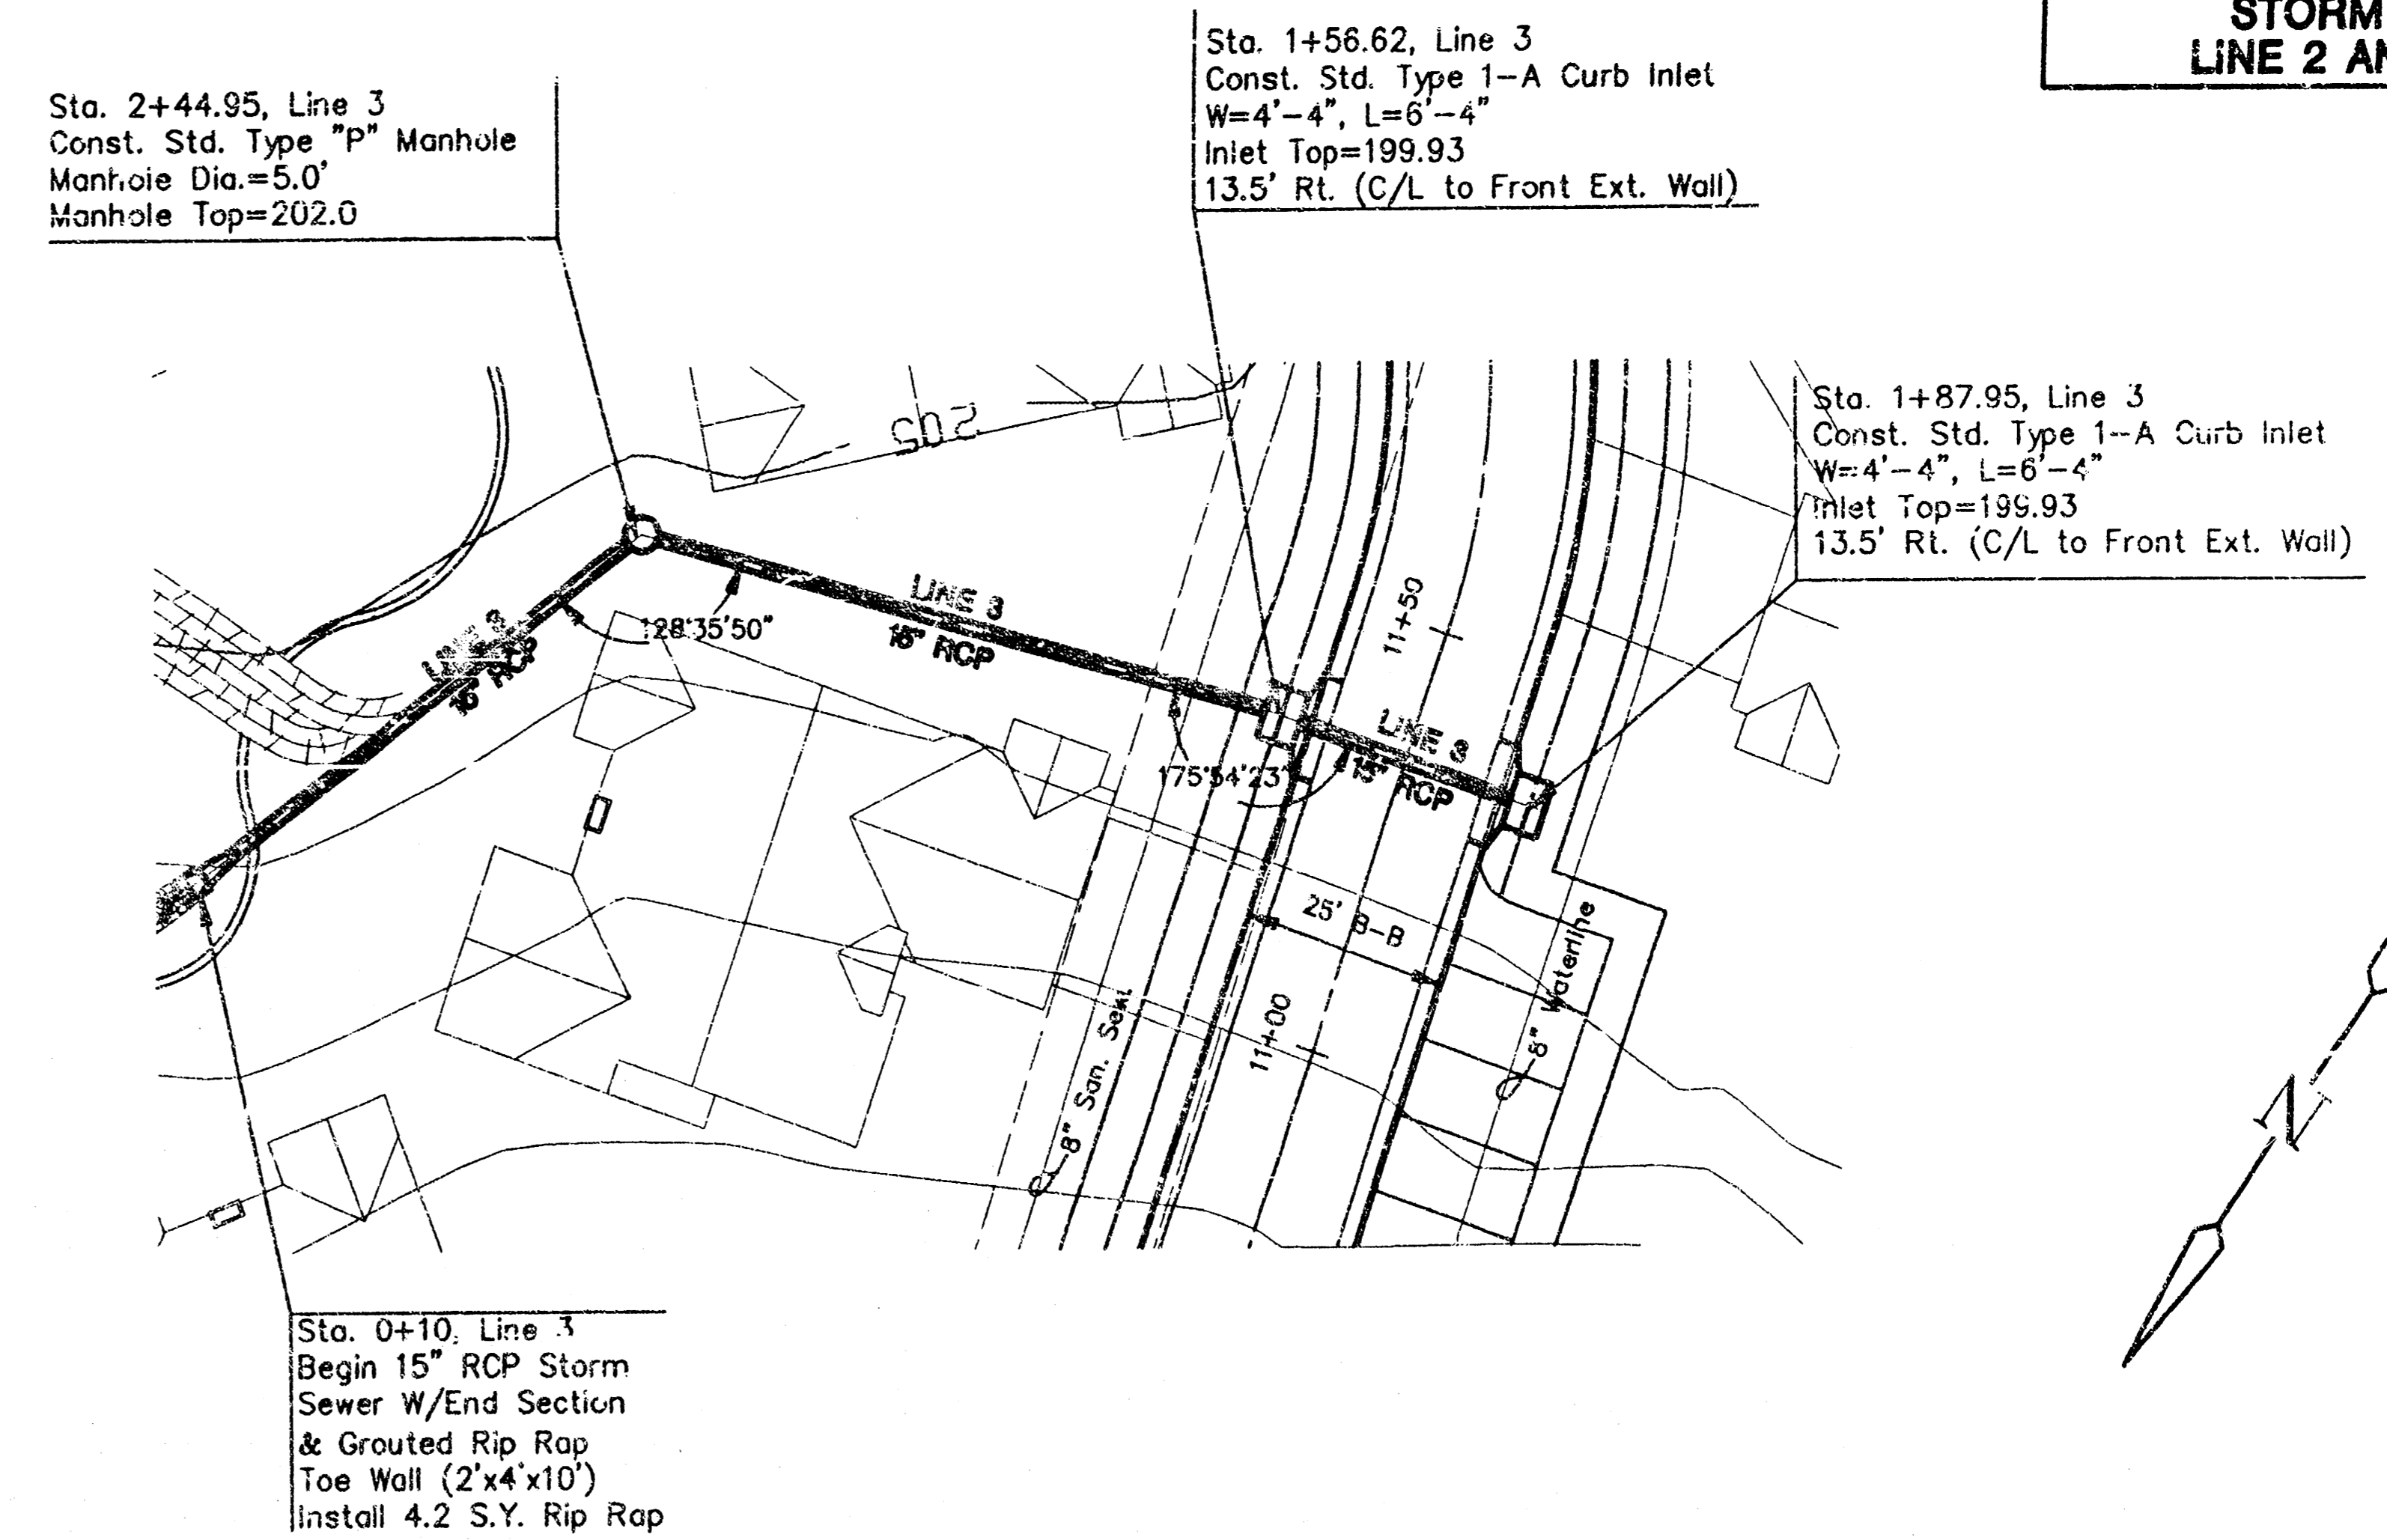 STORM
LINE 2 AN
Sta. 1+56.62, Line 3
Const. Std. Type 1-A Curb Inlet
W=4'-4", L=6'-4"
Inlet Top=199.93
13.5' Rt. (C/L to Front Ext. Wall)
Sta. 2+44.95, Line 3
Const. Std. Type "P" Manhole
Manhole Dia.=5.0'
Manhole Top=202.0
Sta. 1+87.95, Line 3
Const. Std. Type 1-A Curb Inlet
W=4'-4", L=6'-4"
Inlet Top=199.93
13.5' Rt. (C/L to Front Ext. Wall)
205
LINE 3
15" RCP
128°35'50"
LINE 3
15" RCP
11+50
LINE 3
15" RCP
175°54'23"
25' B-B
8" Waterline
11+00
8" San. Swr.
N
Sta. 0+10, Line 3
Begin 15" RCP Storm
Sewer W/End Section
& Grouted Rip Rap
Toe Wall (2'x4'x10')
Install 4.2 S.Y. Rip Rap